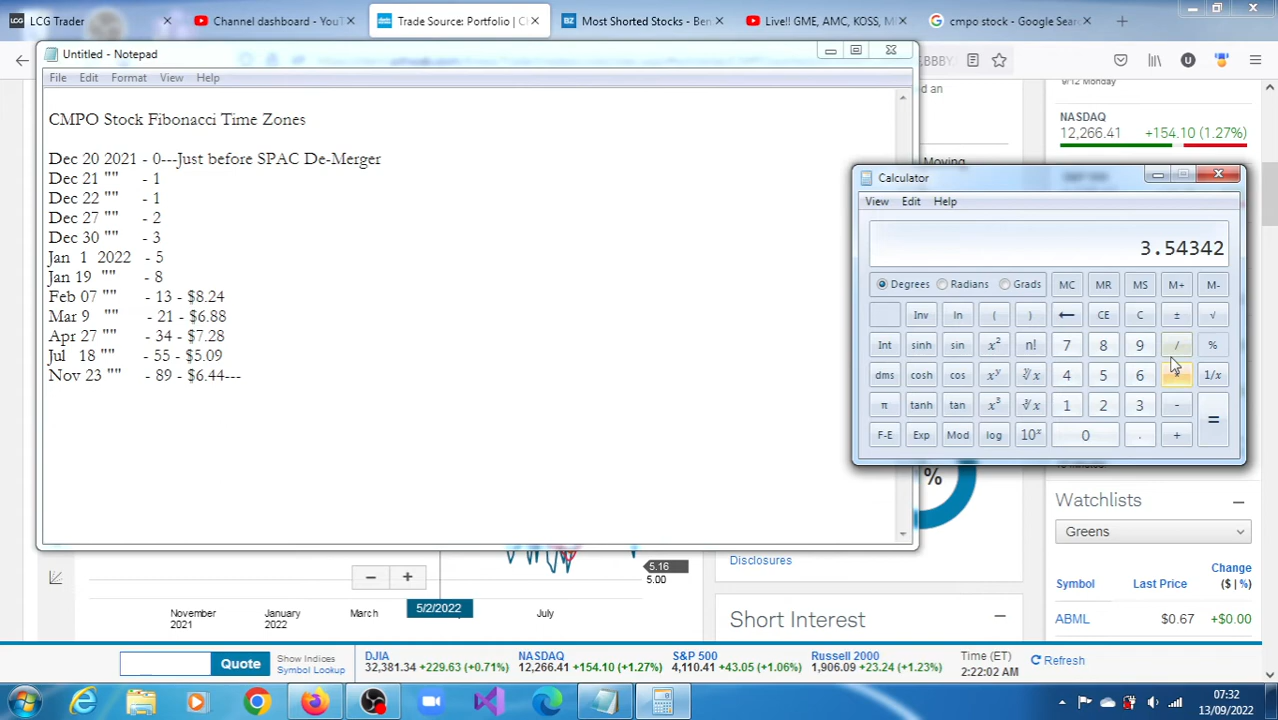 LCG Trader
Channel dashboard - YouTube S
Trade Source: Portfolio | C
Most Shorted Stocks - Ben
Live!! GME, AMC, KOSS, M
cmpo stock - Google Sear
Untitled - Notepad
File Edit Format View Help
CMPO Stock Fibonacci Time Zones
Dec 20 2021 - 0---Just before SPAC De-Merger
Dec 21 "" - 1
Dec 22 "" - 1
Dec 27 "" - 2
Dec 30 "" - 3
Jan 1 2022 - 5
Jan 19 "" - 8
Feb 07 "" - 13 - $8.24
Mar 9 "" - 21 - $6.88
Apr 27 "" - 34 - $7.28
Jul 18 "" - 55 - $5.09
Nov 23 "" - 89 - $6.44---
,BBBY
d an
Moving
Calculator
View Edit Help
3.54342
Degrees Radians Grads MC MR MS M+ M-
Inv ln ( ) ← CE C ± √
Int sinh sin x² n! 7 8 9 / %
dms cosh cos xʸ ʸ√x 4 5 6 * 1/x
π tanh tan x³ ³√x 1 2 3 - =
F-E Exp Mod log 10ˣ 0 . +
%
9/12 Monday
NASDAQ
12,266.41 +154.10 (1.27%)
Watchlists
Greens
Change
Symbol Last Price ($ | %)
ABML $0.67 +$0.00
5.16
5.00
November
2021
January
2022
March
5/2/2022
July
Disclosures
Short Interest
Quote
Show Indices
Symbol Lookup
DJIA
32,381.34 +229.63 (+0.71%)
NASDAQ
12,266.41 +154.10 (+1.27%)
S&P 500
4,110.41 +43.05 (+1.06%)
Russell 2000
1,906.09 +23.24 (+1.23%)
Time (ET)
2:22:02 AM
Refresh
07:32
13/09/2022